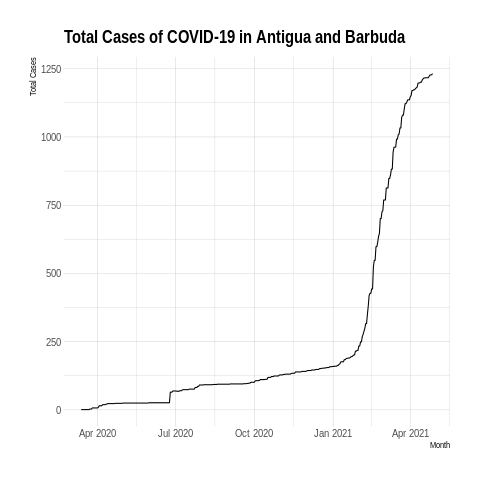 Total Cases of COVID-19 in Antigua and Barbuda
Total Cases
1250
1000
750
500
250
0
Apr 2020 Jul 2020 Oct 2020 Jan 2021 Apr 2021
Month